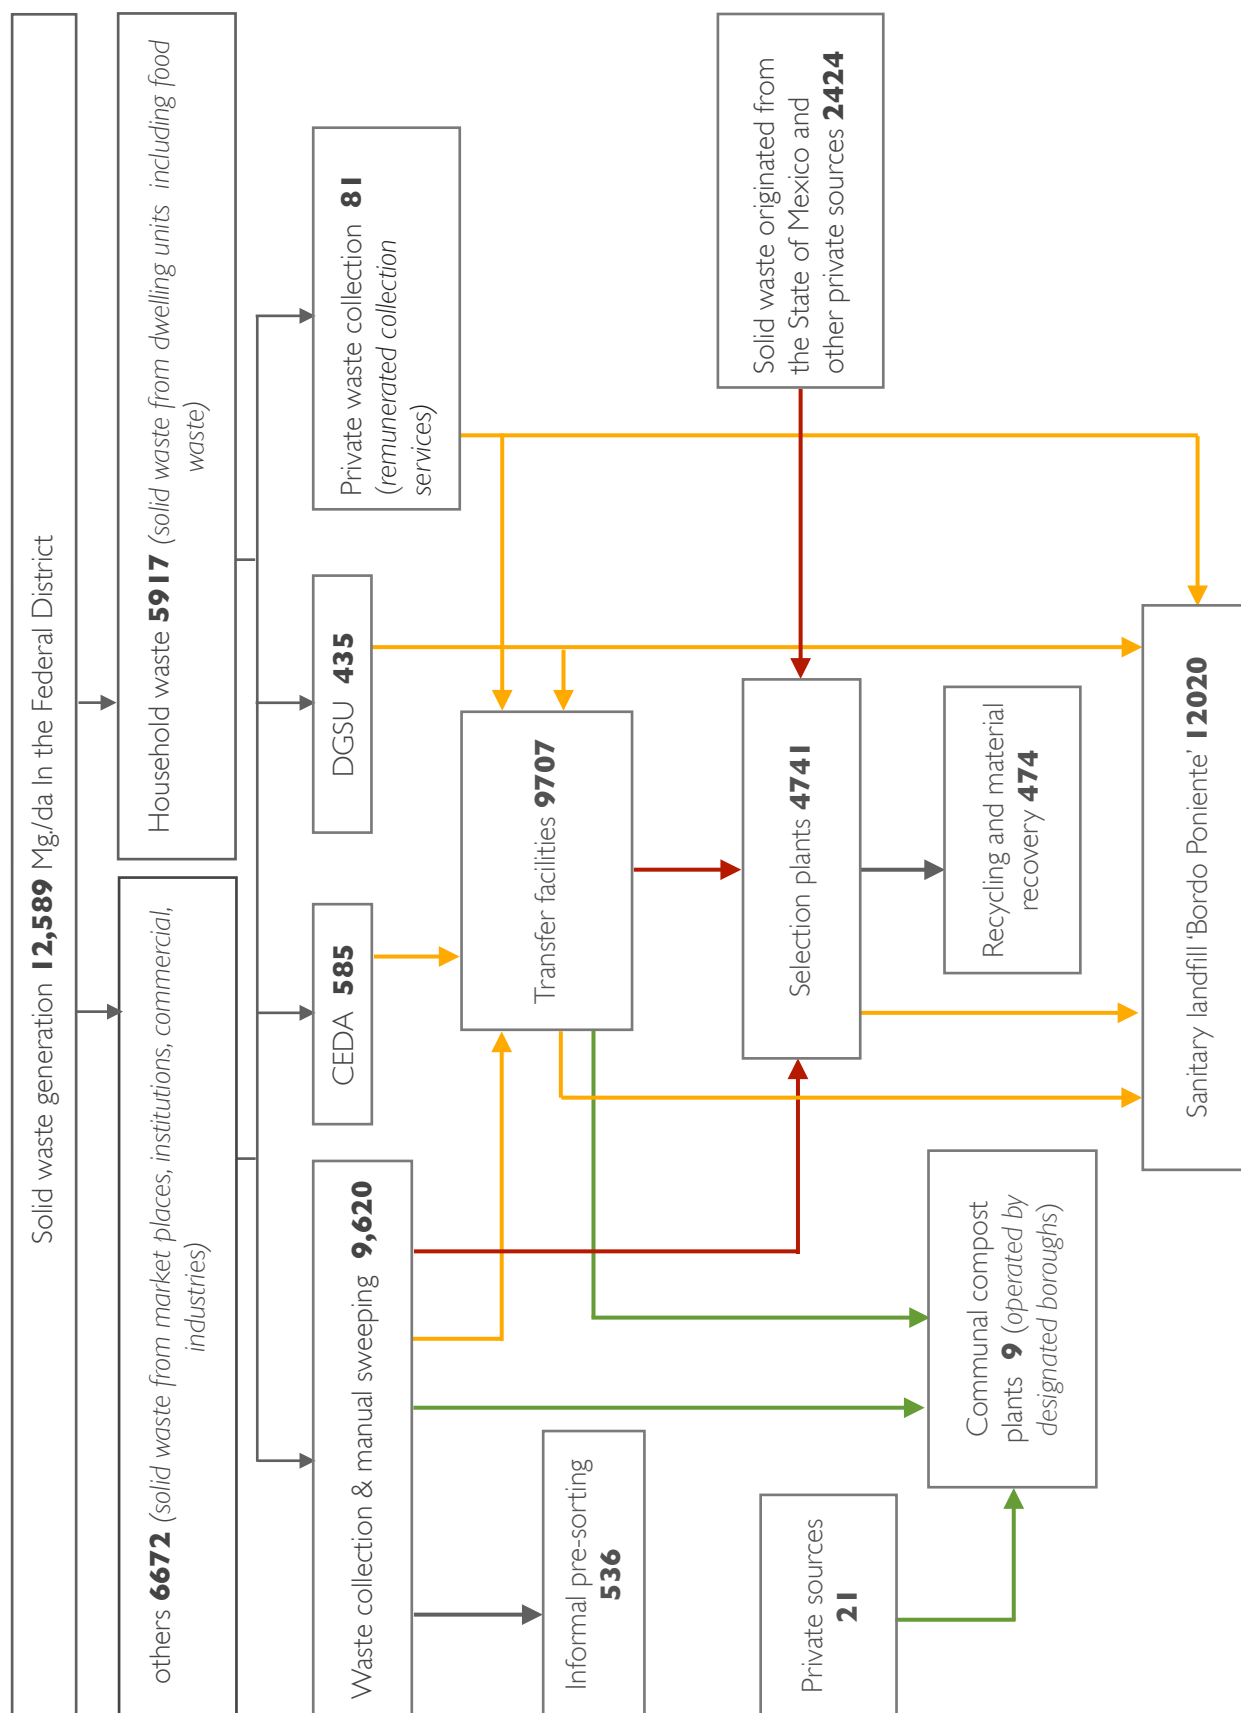 Solid waste generation 12,589 Mg./da In the Federal District
others 6672 (solid waste from market places, institutions, commercial,
industries)
Household waste 5917 (solid waste from dwelling units including food
waste)
Waste collection & manual sweeping 9,620
CEDA 585
DGSU 435
Private waste collection 81
(remunerated collection
services)
Informal pre-sorting
536
Transfer facilities 9707
Solid waste originated from
the State of Mexico and
other private sources 2424
Private sources
21
Selection plants 4741
Communal compost
plants 9 (operated by
designated boroughs)
Recycling and material
recovery 474
Sanitary landfill 'Bordo Poniente' 12020